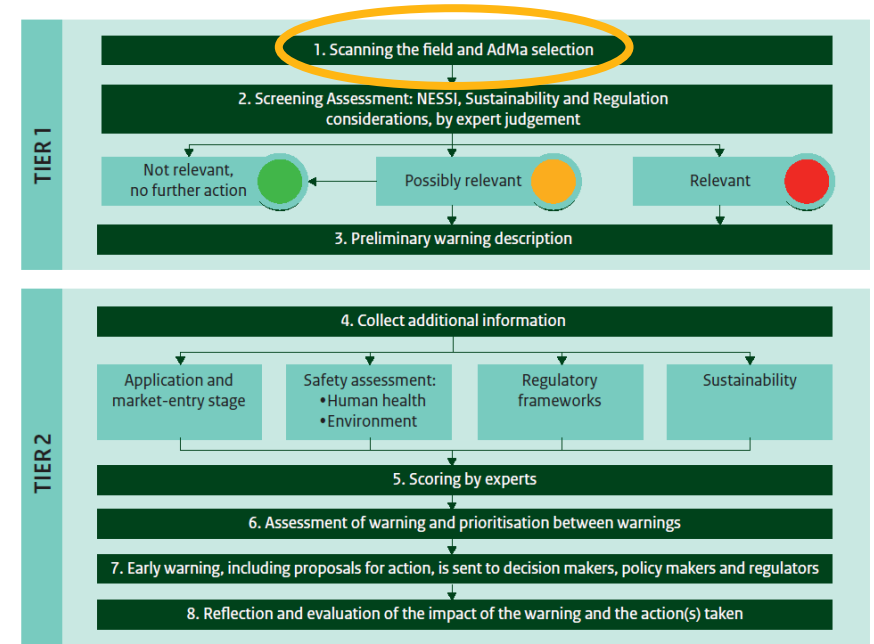 TIER 1
1. Scanning the field and AdMa selection
2. Screening Assessment: NESSI, Sustainability and Regulation
considerations, by expert judgement
Not relevant,
no further action
Possibly relevant
Relevant
3. Preliminary warning description
TIER 2
4. Collect additional information
Application and
market-entry stage
Safety assessment:
•Human health
•Environment
Regulatory
frameworks
Sustainability
5. Scoring by experts
6. Assessment of warning and prioritisation between warnings
7. Early warning, including proposals for action, is sent to decision makers, policy makers and regulators
8. Reflection and evaluation of the impact of the warning and the action(s) taken